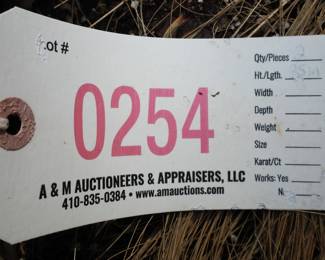 Lot #
0254
A & M AUCTIONEERS & APPRAISERS, LLC
410-835-0384 • www.amauctions.com
Qty/Pieces 2
Ht./Lgth.
Width
Depth
Weight
Size
Karat/Ct
Works: Yes
N